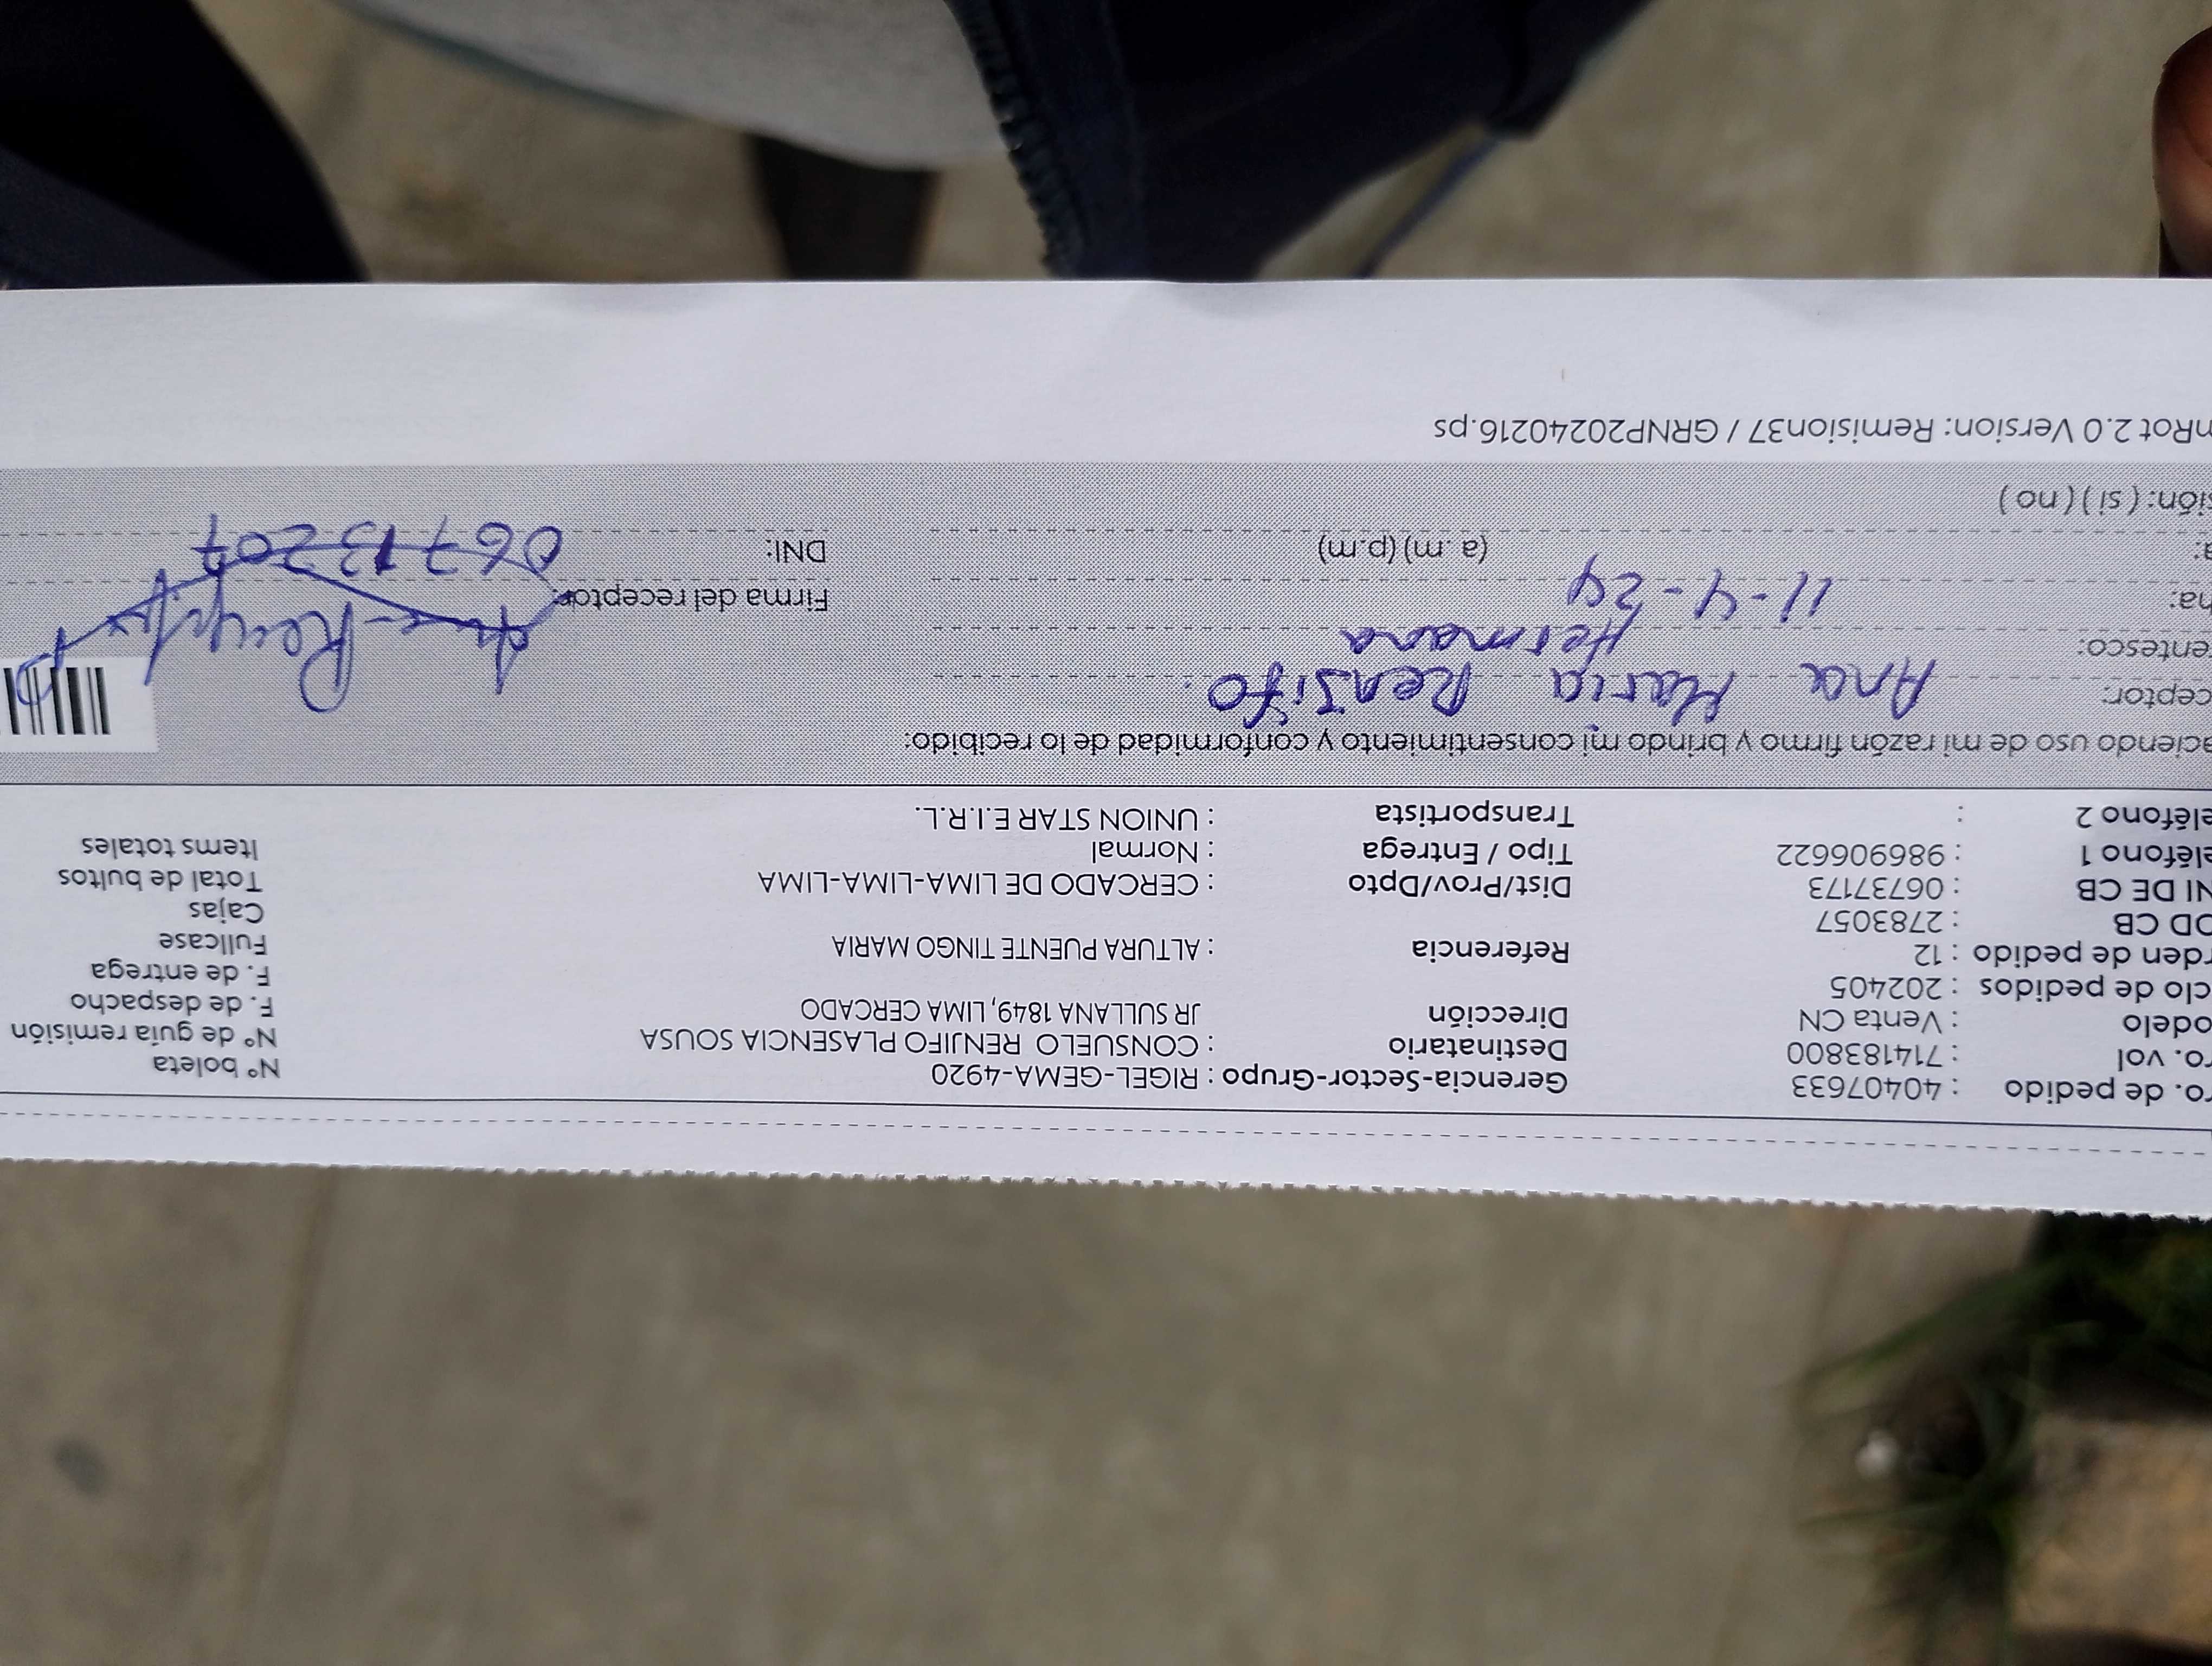 ro. de pedido : 40407633 Gerencia-Sector-Grupo : RIGEL-GEMA-4920 N° boleta
ro. vol : 714183800 Destinatario : CONSUELO RENJIFO PLASENCIA SOUSA N° de guía remisión
odelo : Venta CN Dirección JR SULLANA 1849, LIMA CERCADO F. de despacho
clo de pedidos : 202405 F. de entrega
rden de pedido : 12 Referencia : ALTURA PUENTE TINGO MARIA Fullcase
OD CB : 2783057 Cajas
NI DE CB : 06737173 Dist/Prov/Dpto : CERCADO DE LIMA-LIMA-LIMA Total de bultos
eléfono 1 : 986906622 Tipo / Entrega : Normal Items totales
eléfono 2 : Transportista : UNION STAR E.I.R.L.
aciendo uso de mi razón firmo y brindo mi consentimiento y conformidad de lo recibido:
ceptor: Ana Maria Renjifo.
entesco: Hermana
ha: 11-4-24 Firma del receptor:
a: (a.m) (p.m) DNI: 06713207
sión: ( si ) ( no )
nRot 2.0 Version: Remision37 / GRNP20240216.ps